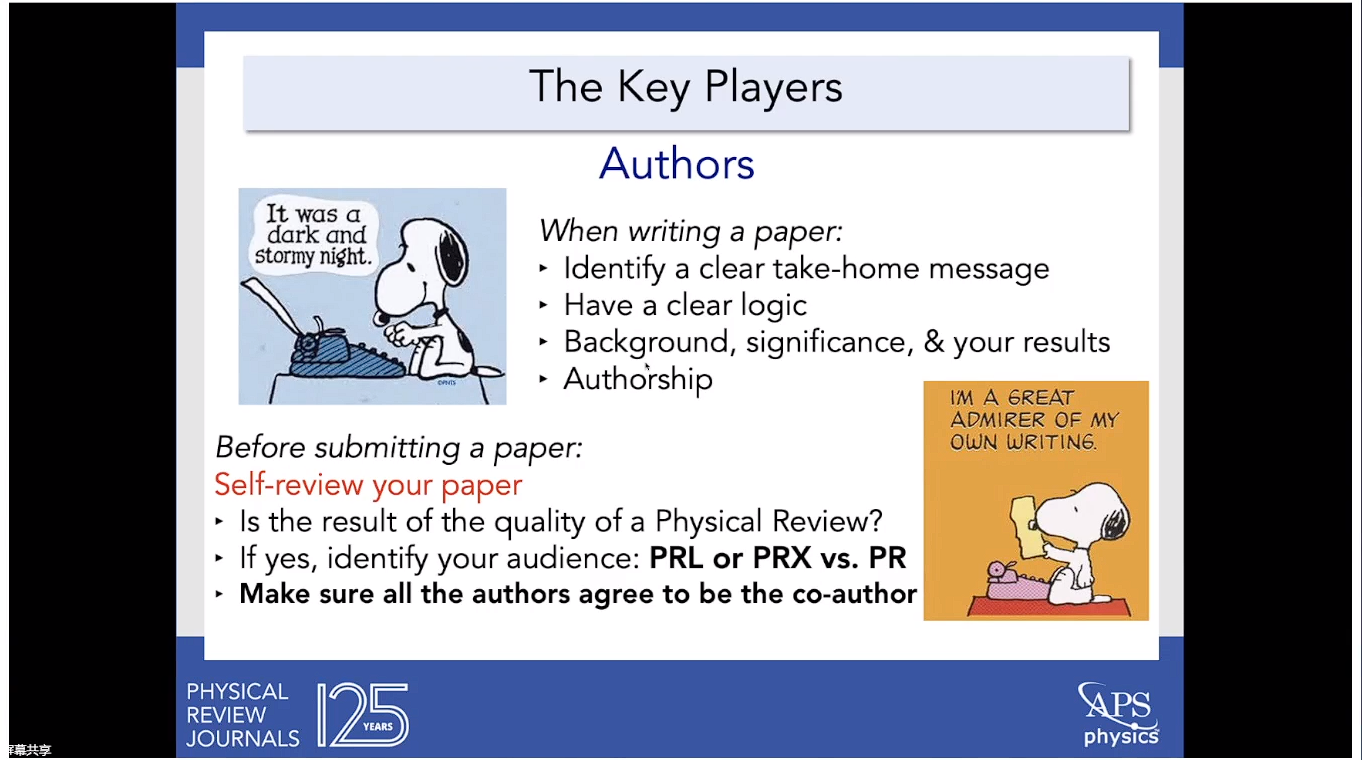 The Key Players
Authors
It was a
dark and
stormy night.
©PNTS
When writing a paper:
‣ Identify a clear take-home message
‣ Have a clear logic
‣ Background, significance, & your results
‣ Authorship
I'M A GREAT
ADMIRER OF MY
OWN WRITING.
Before submitting a paper:
Self-review your paper
‣ Is the result of the quality of a Physical Review?
‣ If yes, identify your audience: PRL or PRX vs. PR
‣ Make sure all the authors agree to be the co-author
PHYSICAL
REVIEW
JOURNALS
125
YEARS
APS
physics
屏幕共享